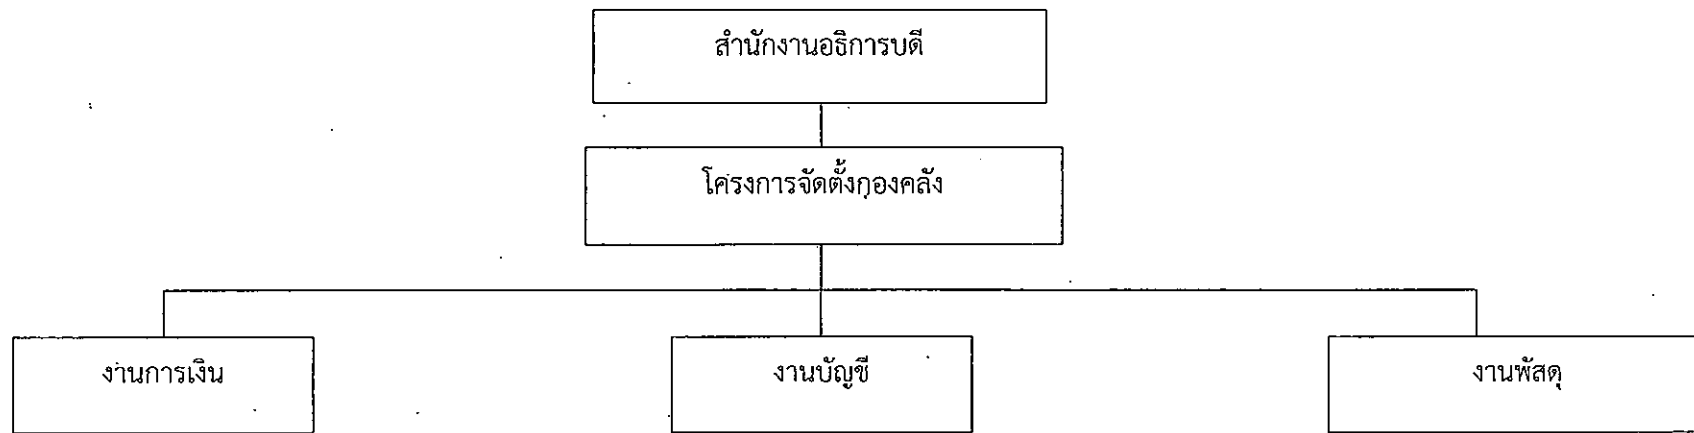 สำนักงานอธิการบดี
โครงการจัดตั้งกองคลัง
งานการเงิน
งานบัญชี
งานพัสดุ